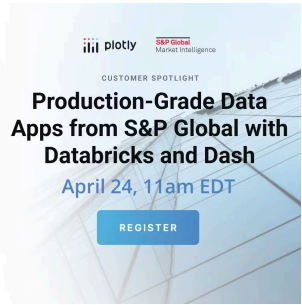 plotly
S&P Global
Market Intelligence
CUSTOMER SPOTLIGHT
Production-Grade Data
Apps from S&P Global with
Databricks and Dash
April 24, 11am EDT
REGISTER